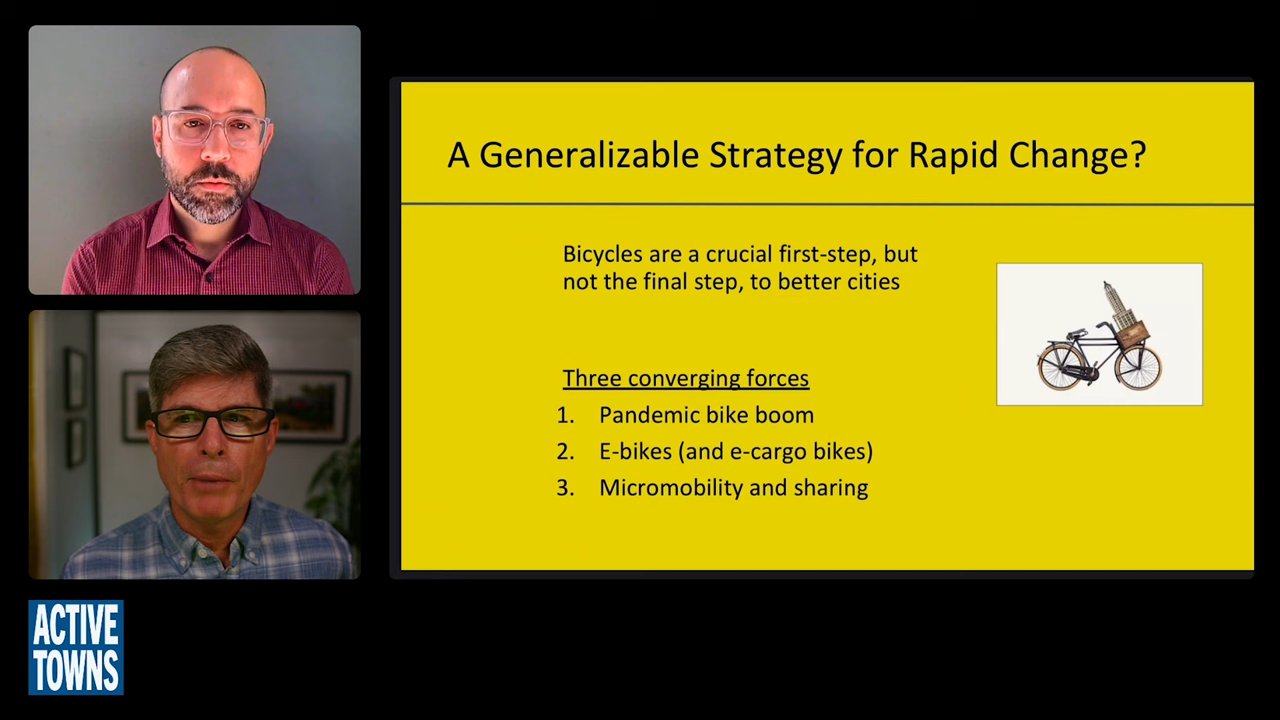 A Generalizable Strategy for Rapid Change?
Bicycles are a crucial first-step, but
not the final step, to better cities
Three converging forces
1. Pandemic bike boom
2. E-bikes (and e-cargo bikes)
3. Micromobility and sharing
ACTIVE
TOWNS